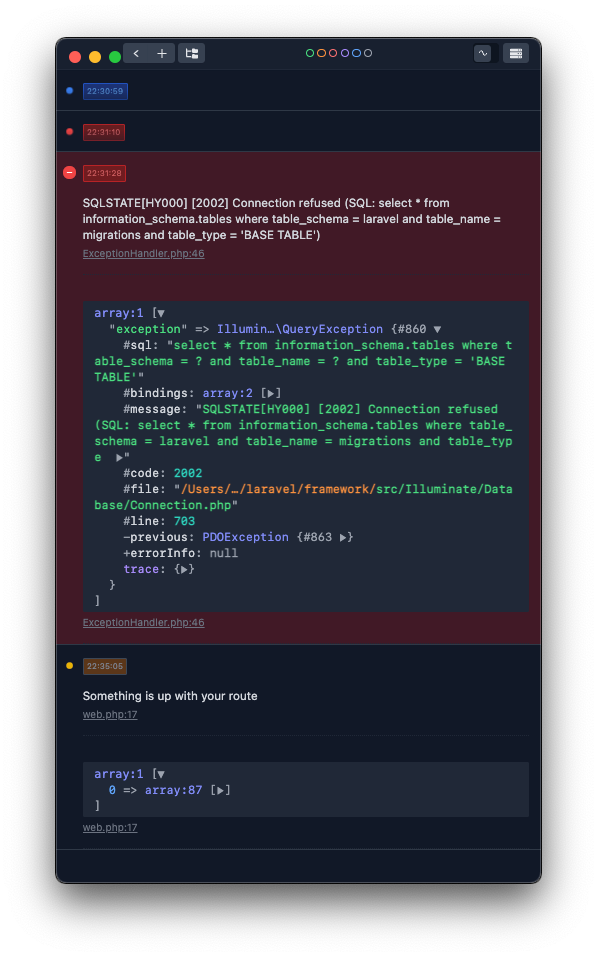 22:30:59
22:31:10
22:31:28
SQLSTATE[HY000] [2002] Connection refused (SQL: select * from
information_schema.tables where table_schema = laravel and table_name =
migrations and table_type = 'BASE TABLE')
ExceptionHandler.php:46
array:1 [▼
"exception" => Illumin…\QueryException {#860 ▼
#sql: "select * from information_schema.tables where t
able_schema = ? and table_name = ? and table_type = 'BASE
TABLE'"
#bindings: array:2 [▶]
#message: "SQLSTATE[HY000] [2002] Connection refused
(SQL: select * from information_schema.tables where table_
schema = laravel and table_name = migrations and table_typ
e ▶"
#code: 2002
#file: "/Users/…/laravel/framework/src/Illuminate/Data
base/Connection.php"
#line: 703
-previous: PDOException {#863 ▶}
+errorInfo: null
trace: {▶}
}
]
ExceptionHandler.php:46
22:35:05
Something is up with your route
web.php:17
array:1 [▼
0 => array:87 [▶]
]
web.php:17